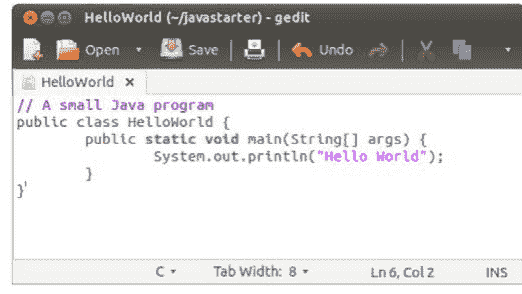 HelloWorld (~/javastarter) - gedit
Open Save Undo
HelloWorld
// A small Java program
public class HelloWorld {
public static void main(String[] args) {
System.out.println("Hello World");
}
}
C Tab Width: 8 Ln 6, Col 2 INS